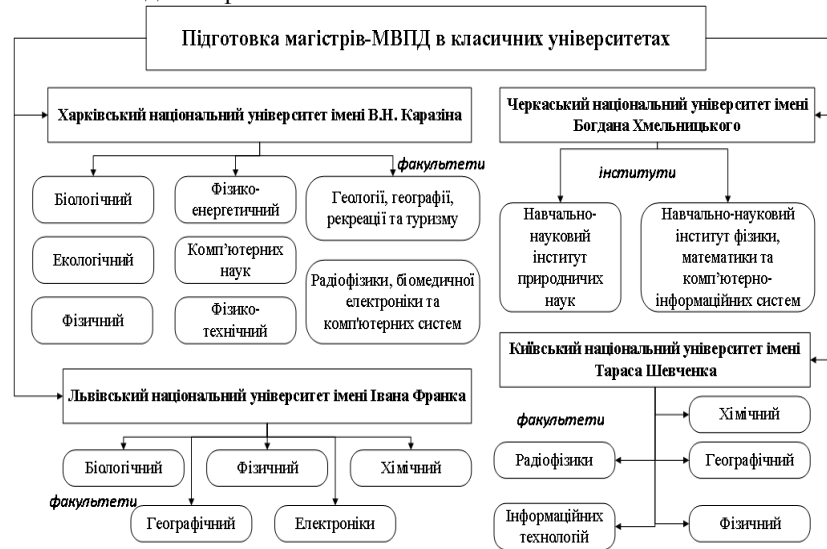 Підготовка магістрів-МВПД в класичних університетах
Харківський національний університет імені В.Н. Каразіна
факультети
Біологічний
Фізико-
енергетичний
Геології, географії,
рекреації та туризму
Екологічний
Комп’ютерних
наук
Радіофізики, біомедичної
електроніки та
комп'ютерних систем
Фізичний
Фізико-
технічний
Черкаський національний університет імені
Богдана Хмельницького
інститути
Навчально-
науковий
інститут
природничих
наук
Навчально-науковий
інститут фізики,
математики та
комп’ютерно-
інформаційних систем
Львівський національний університет імені Івана Франка
Біологічний
Фізичний
Хімічний
факультети
Географічний
Електроніки
Київський національний університет імені
Тараса Шевченка
факультети
Хімічний
Радіофізики
Географічний
Інформаційних
технологій
Фізичний